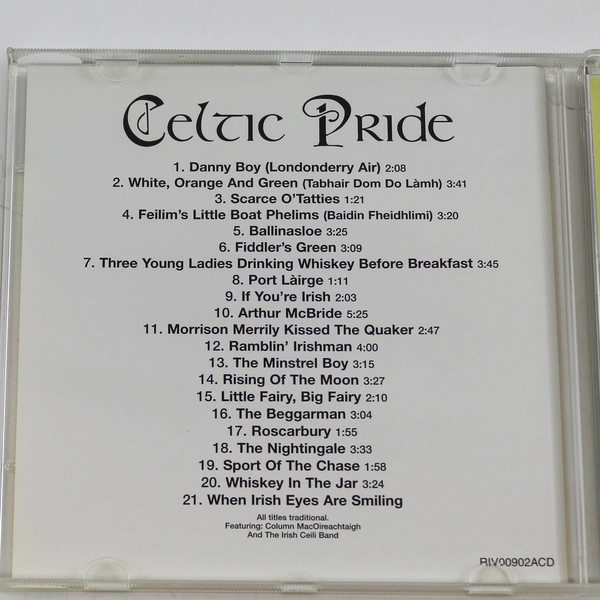 Celtic Pride
1. Danny Boy (Londonderry Air) 2:08
2. White, Orange And Green (Tabhair Dom Do Làmh) 3:41
3. Scarce O'Tatties 1:21
4. Feilim's Little Boat Phelims (Baidin Fheidhlimi) 3:20
5. Ballinasloe 3:25
6. Fiddler's Green 3:09
7. Three Young Ladies Drinking Whiskey Before Breakfast 3:45
8. Port Làirge 1:11
9. If You're Irish 2:03
10. Arthur McBride 5:25
11. Morrison Merrily Kissed The Quaker 2:47
12. Ramblin' Irishman 4:00
13. The Minstrel Boy 3:15
14. Rising Of The Moon 3:27
15. Little Fairy, Big Fairy 2:10
16. The Beggarman 3:04
17. Roscarbury 1:55
18. The Nightingale 3:33
19. Sport Of The Chase 1:58
20. Whiskey In The Jar 3:24
21. When Irish Eyes Are Smiling
All titles traditional.
Featuring: Column MacOireachtaigh
And The Irish Ceili Band
RIV00902ACD